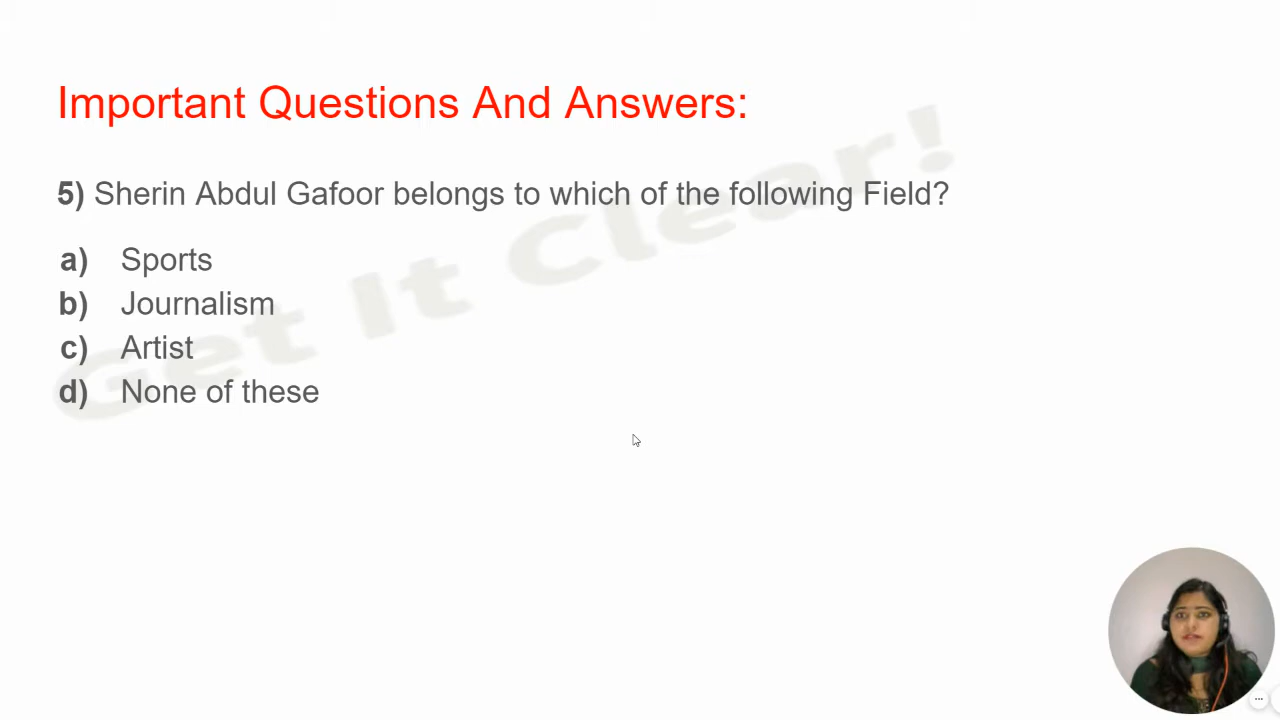 Important Questions And Answers:
5) Sherin Abdul Gafoor belongs to which of the following Field?
a) Sports
b) Journalism
c) Artist
d) None of these
Get It Clear!